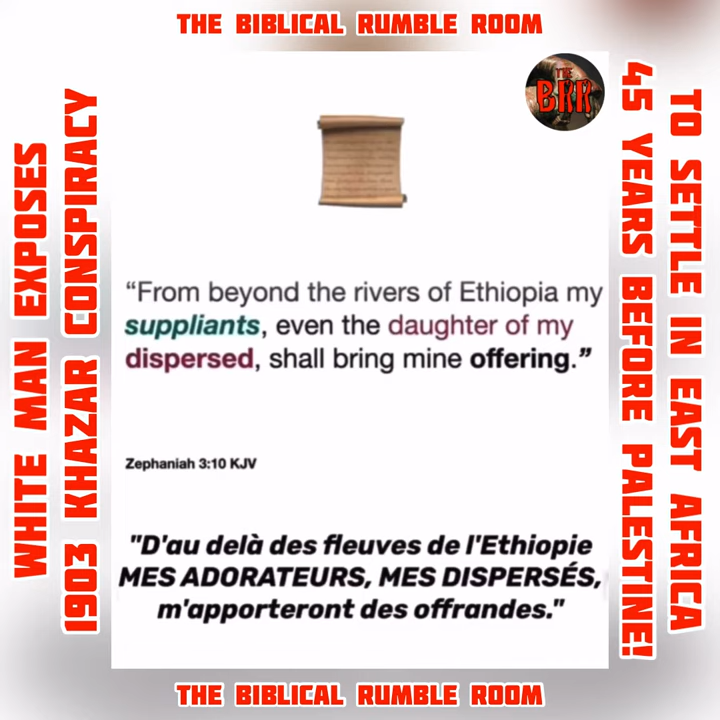 THE BIBLICAL RUMBLE ROOM
THE
BRR
WHITE MAN EXPOSES
1903 KHAZAR CONSPIRACY
“From beyond the rivers of Ethiopia my
suppliants, even the daughter of my
dispersed, shall bring mine offering.”
Zephaniah 3:10 KJV
"D'au delà des fleuves de l'Ethiopie
MES ADORATEURS, MES DISPERSÉS,
m'apporteront des offrandes."
TO SETTLE IN EAST AFRICA
45 YEARS BEFORE PALESTINE!
THE BIBLICAL RUMBLE ROOM